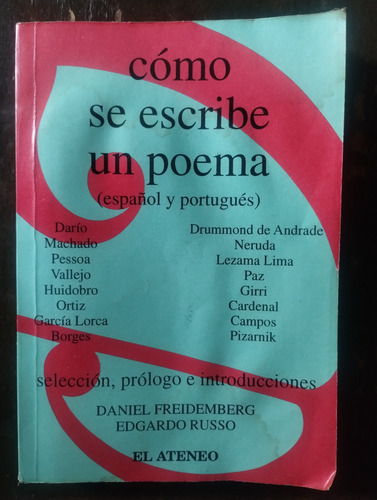 cómo
se escribe
un poema
(español y portugués)
Darío
Machado
Pessoa
Vallejo
Huidobro
Ortiz
García Lorca
Borges
Drummond de Andrade
Neruda
Lezama Lima
Paz
Girri
Cardenal
Campos
Pizarnik
selección, prólogo e introducciones
DANIEL FREIDEMBERG
EDGARDO RUSSO
EL ATENEO